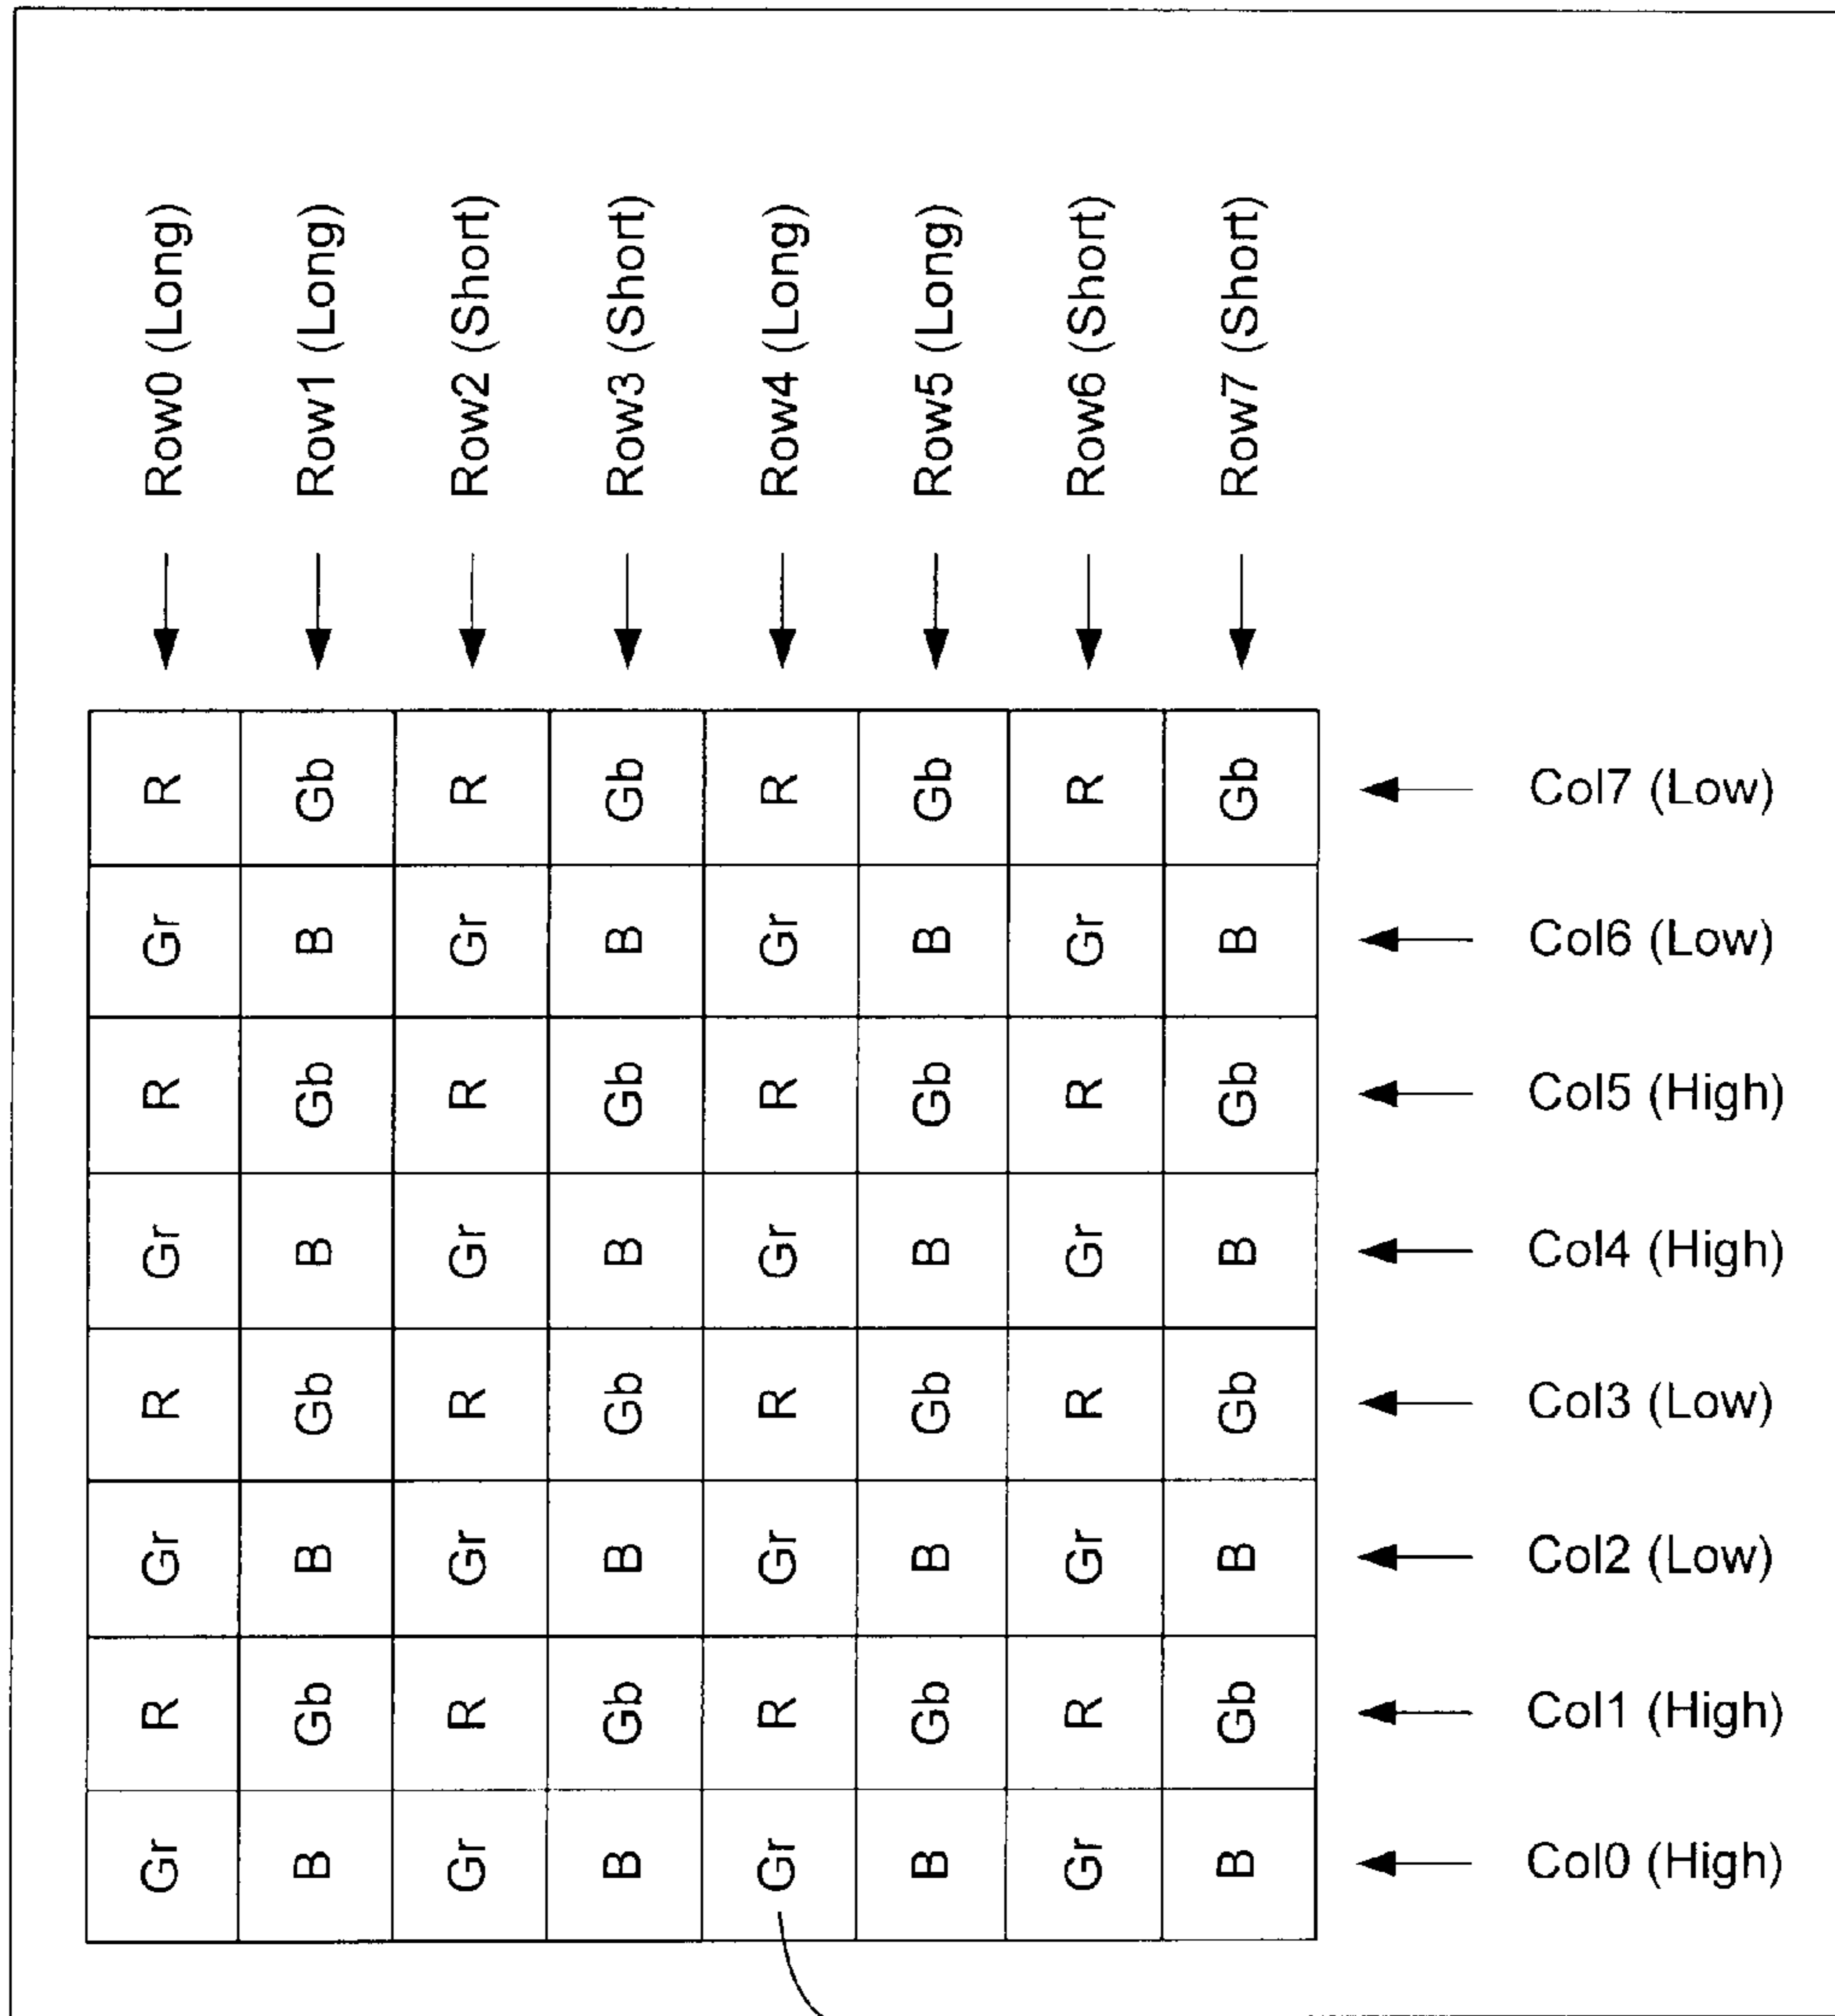 Row0 (Long)
Row1 (Long)
Row2 (Short)
Row3 (Short)
Row4 (Long)
Row5 (Long)
Row6 (Short)
Row7 (Short)
R Gb R Gb R Gb R Gb Col7 (Low)
Gr B Gr B Gr B Gr B Col6 (Low)
R Gb R Gb R Gb R Gb Col5 (High)
Gr B Gr B Gr B Gr B Col4 (High)
R Gb R Gb R Gb R Gb Col3 (Low)
Gr B Gr B Gr B Gr B Col2 (Low)
R Gb R Gb R Gb R Gb Col1 (High)
Gr B Gr B Gr B Gr B Col0 (High)